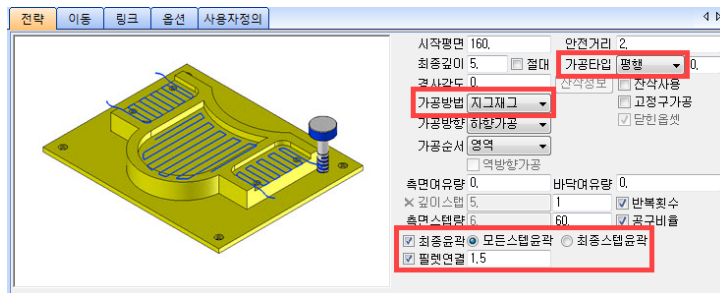 전략 이동 링크 옵션 사용자정의
시작평면 160, 안전거리 2,
최종깊이 5, 절대 가공타입 평행 0,
경사각도 0, 잔삭정보 잔삭사용
가공방법 지그재그 고정구가공
가공방향 하향가공 닫힌옵셋
가공순서 영역
역방향가공
측면여유량 0, 바닥여유량 0,
깊이스텝 5, 1 반복횟수
측면스텝량 6, 60, 공구비율
최종윤곽 모든스텝윤곽 최종스텝윤곽
필렛연결 1,5